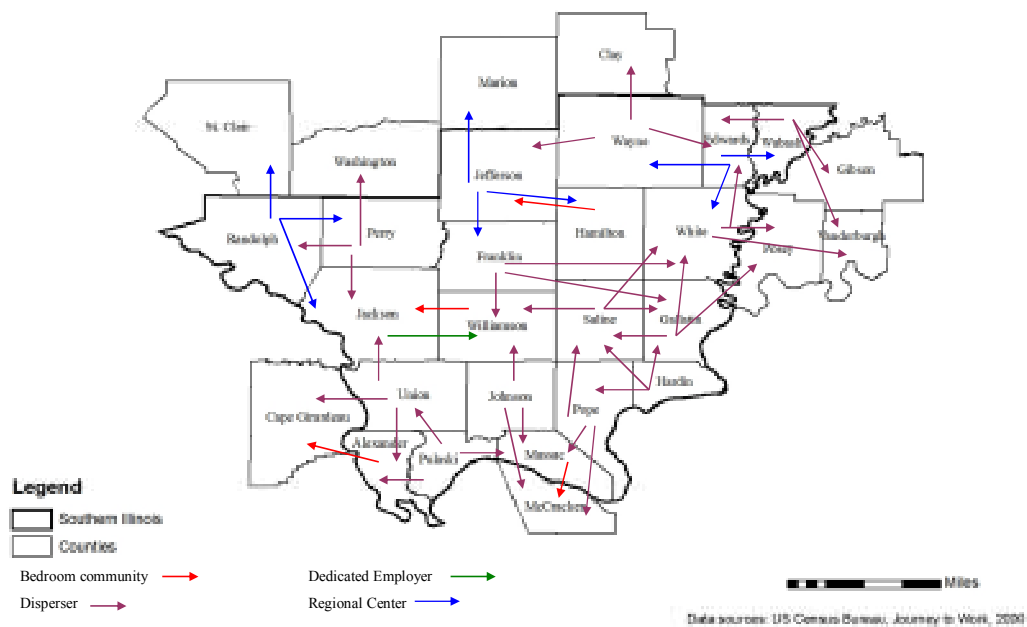 Clay
Marion
St. Clair
Wayne
Edwards
Wabash
Washington
Gibson
Jefferson
Randolph
Perry
Hamilton
White
Vanderburgh
Posey
Franklin
Jackson
Williamson
Saline
Gallatin
Hardin
Union
Johnson
Pope
Cape Girardeau
Alexander
Pulaski
Massac
McCracken
Legend
Southern Illinois
Counties
Bedroom community
Dedicated Employer
Disperser
Regional Center
Miles
Data sources: US Census Bureau, Journey to Work, 2000